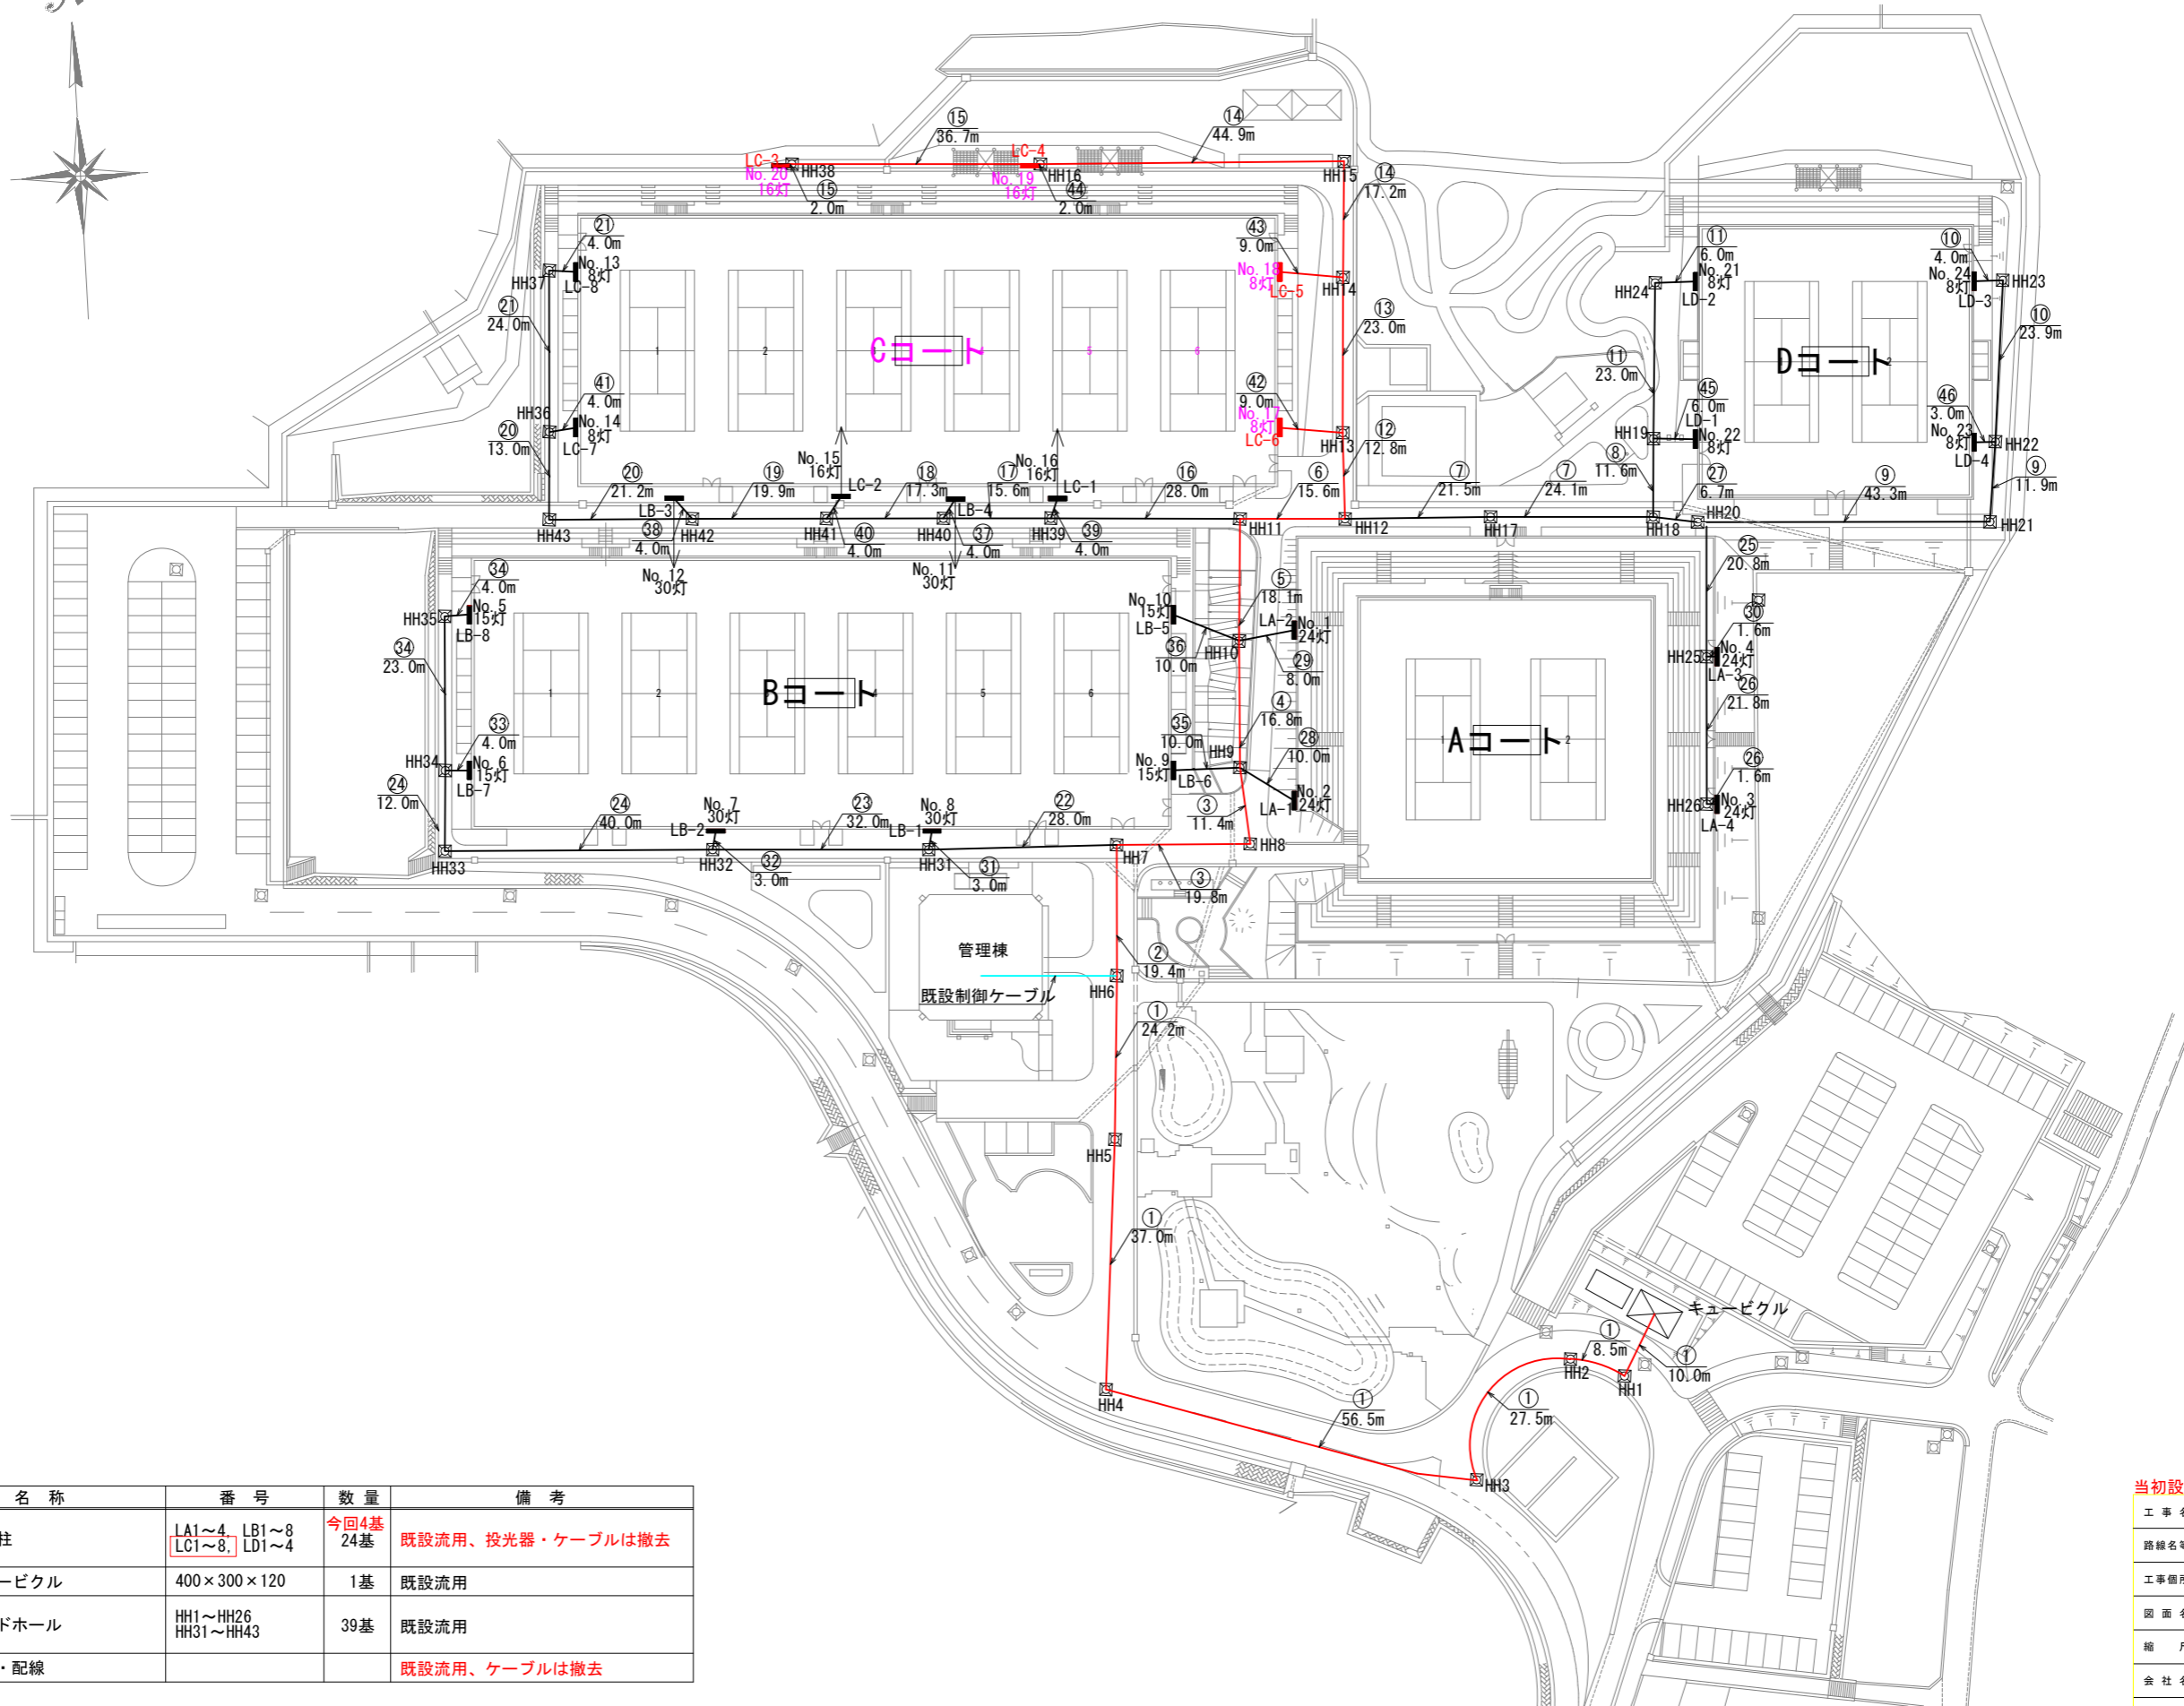 ⑮
36.7m
⑭
44.9m
LC-3
No.20
16灯
HH38
LC-4
No.19
16灯
HH16
HH15
⑮
2.0m
㊹
2.0m
⑭
17.2m
㉑
4.0m
No.13
8灯
LC-8
HH37
㊸
9.0m
No.18
8灯
LC-5
HH14
⑪
6.0m
No.21
8灯
LD-2
HH24
⑩
4.0m
No.24
8灯
LD-3
HH23
㉑
24.0m
⑬
23.0m
⑩
23.9m
1
2
Cコート
5
6
Dコート
2
⑪
23.0m
㊶
4.0m
HH36
No.14
8灯
LC-7
㊷
9.0m
No.17
8灯
LC-6
HH13
㊺
6.0m
LD-1
HH19
No.22
8灯
㊻
3.0m
No.23
8灯
LD-4
HH22
⑳
13.0m
⑫
12.8m
No.15
16灯
LC-2
No.16
16灯
LC-1
⑳
21.2m
⑲
19.9m
⑱
17.3m
⑰
15.6m
⑯
28.0m
⑥
15.6m
⑦
21.5m
⑦
24.1m
⑧
11.6m
㉗
6.7m
⑨
43.3m
⑨
11.9m
LB-3
LB-4
HH43
HH42
HH41
HH40
HH39
HH11
HH12
HH17
HH18
HH20
HH21
㊳
4.0m
㊵
4.0m
㊲
4.0m
㊴
4.0m
No.12
30灯
No.11
30灯
㉞
4.0m
HH35
No.5
15灯
LB-8
No.10
15灯
LB-5
⑤
18.1m
LA-2
No.1
24灯
HH10
㉕
20.8m
㉚
1.6m
HH25
No.4
24灯
LA-3
㉞
23.0m
㊱
10.0m
㉙
8.0m
㉖
21.8m
1
2
Bコート
4
5
6
1
Aコート
2
㉝
4.0m
HH34
No.6
15灯
LB-7
㉟
10.0m
HH9
No.9
15灯
LB-6
④
16.8m
㉘
10.0m
No.2
24灯
LA-1
㉖
1.6m
HH26
No.3
24灯
LA-4
㉔
12.0m
㉔
40.0m
No.7
30灯
LB-2
㉓
32.0m
No.8
30灯
LB-1
㉒
28.0m
③
11.4m
HH33
HH32
HH31
HH7
HH8
㉜
3.0m
㉛
3.0m
③
19.8m
管理棟
②
19.4m
既設制御ケーブル
HH6
①
24.2m
HH5
①
37.0m
キュービクル
①
8.5m
①
10.0m
HH2
HH1
HH4
①
56.5m
①
27.5m
HH3
名 称 番 号 数 量 備 考
柱 LA1～4, LB1～8 今回4基
LC1～8, LD1～4 24基 既設流用、投光器・ケーブルは撤去
ービクル 400×300×120 1基 既設流用
ドホール HH1～HH26
HH31～HH43 39基 既設流用
・配線 既設流用、ケーブルは撤去
当初設
工 事 名
路線名等
工事個所
図 面 名
縮 尺
会 社 名